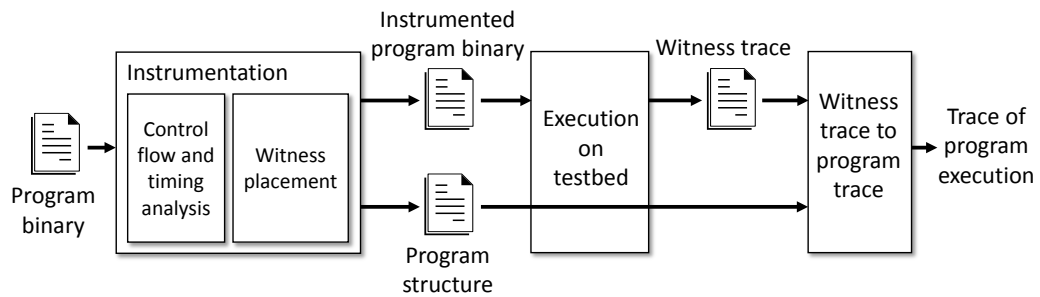 Instrumented
program binary
Witness trace
Instrumentation
Control
flow and
timing
analysis
Witness
placement
Program
binary
Execution
on
testbed
Witness
trace to
program
trace
Trace of
program
execution
Program
structure